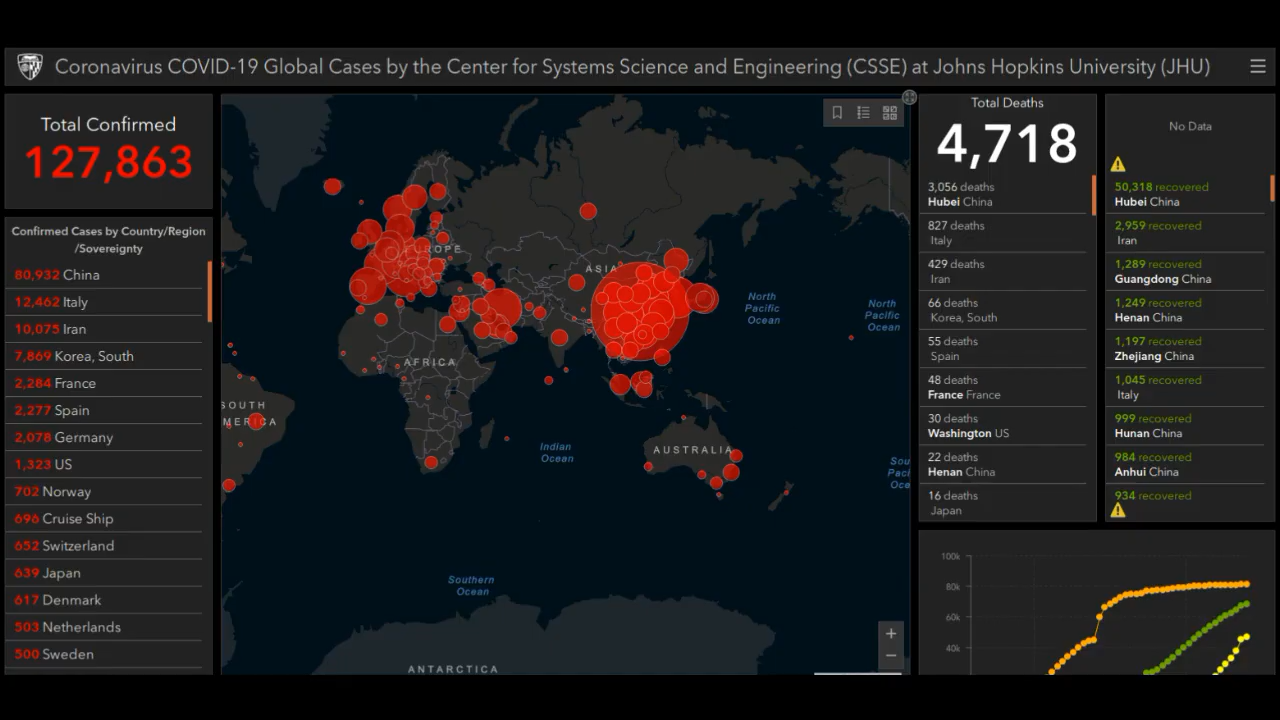 Coronavirus COVID-19 Global Cases by the Center for Systems Science and Engineering (CSSE) at Johns Hopkins University (JHU)
Total Confirmed
127,863
Confirmed Cases by Country/Region
/Sovereignty
80,932 China
12,462 Italy
10,075 Iran
7,869 Korea, South
2,284 France
2,277 Spain
2,078 Germany
1,323 US
702 Norway
696 Cruise Ship
652 Switzerland
639 Japan
617 Denmark
503 Netherlands
500 Sweden
EUROPE
ASIA
AFRICA
SOUTH
AMERICA
AUSTRALIA
ANTARCTICA
North
Pacific
Ocean
North
Pacific
Ocean
Indian
Ocean
Sou
Paci
Oce
Southern
Ocean
+
−
Total Deaths
4,718
3,056 deaths
Hubei China
827 deaths
Italy
429 deaths
Iran
66 deaths
Korea, South
55 deaths
Spain
48 deaths
France France
30 deaths
Washington US
22 deaths
Henan China
16 deaths
Japan
No Data
50,318 recovered
Hubei China
2,959 recovered
Iran
1,289 recovered
Guangdong China
1,249 recovered
Henan China
1,197 recovered
Zhejiang China
1,045 recovered
Italy
999 recovered
Hunan China
984 recovered
Anhui China
934 recovered
100k
80k
60k
40k